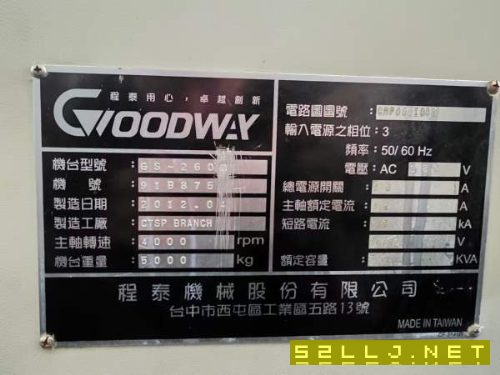 GOODWAY
程泰用心，卓越創新
機台型號 GS-260
機號 91B875
製造日期 2012.0
製造工廠 CTSP BRANCH
主軸轉速 4000 rpm
機台重量 5000 kg
電路圖圖號：
輸入電源之相位：3
頻率：50/60 Hz
電壓：AC V
總電源開關 A
主軸額定電流 A
短路電流 kA
V
額定容量 KVA
程泰機械股份有限公司
台中市西屯區工業區五路13號
MADE IN TAIWAN
52LLJ.NET